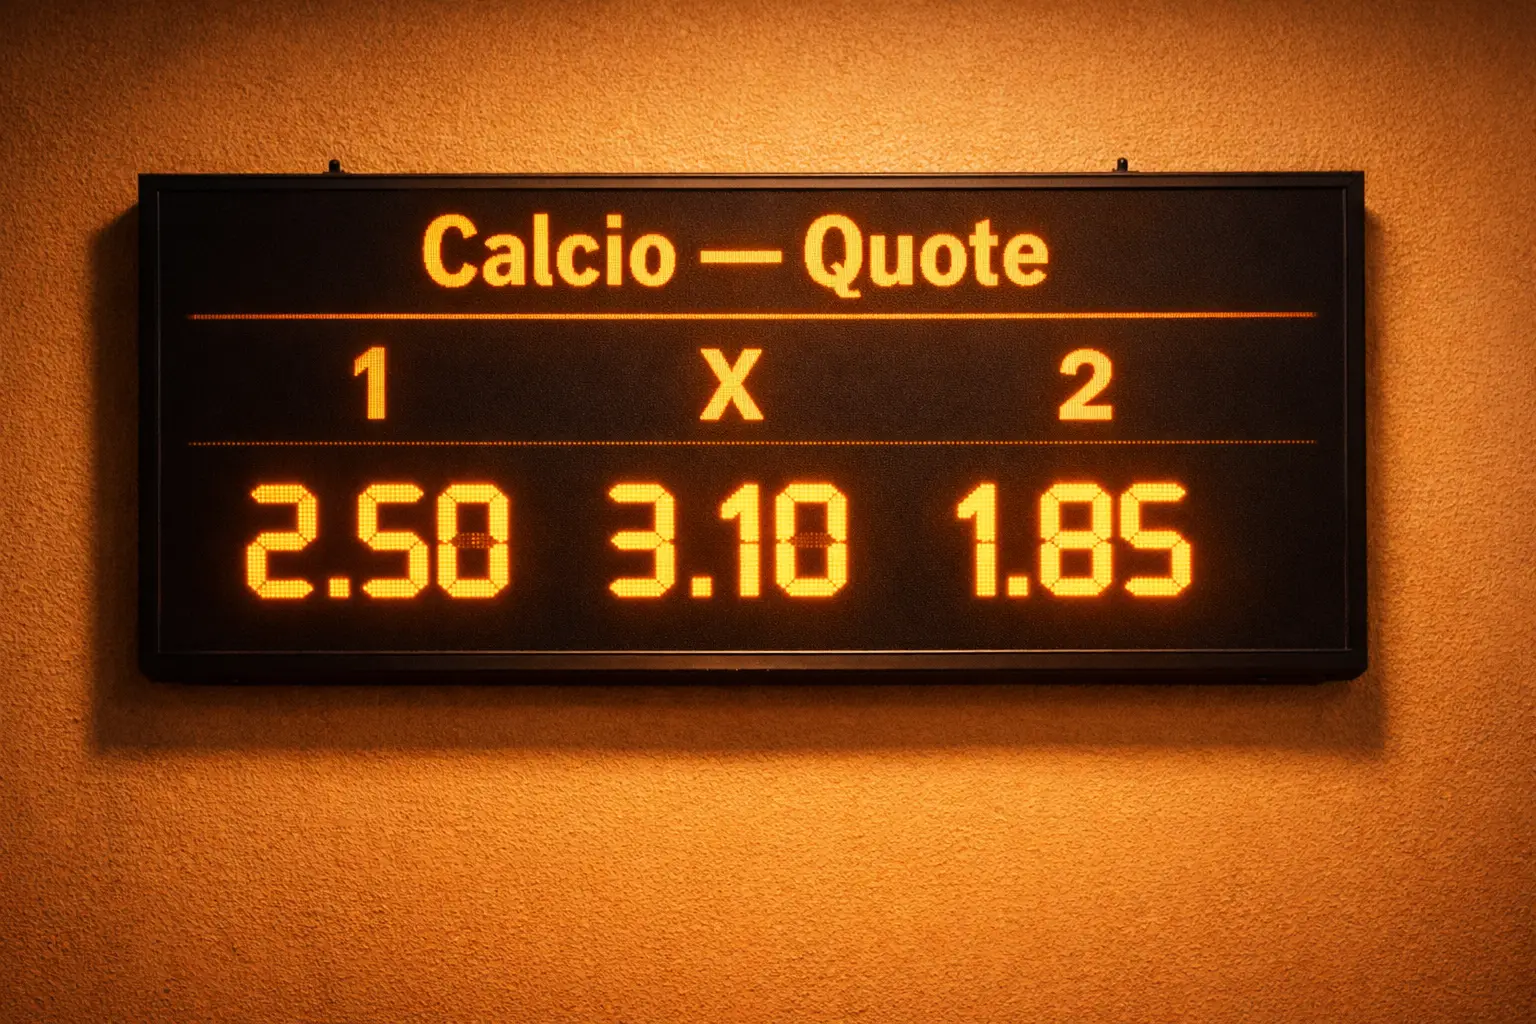 Calcio — Quote
1 X 2
2.50 3.10 1.85